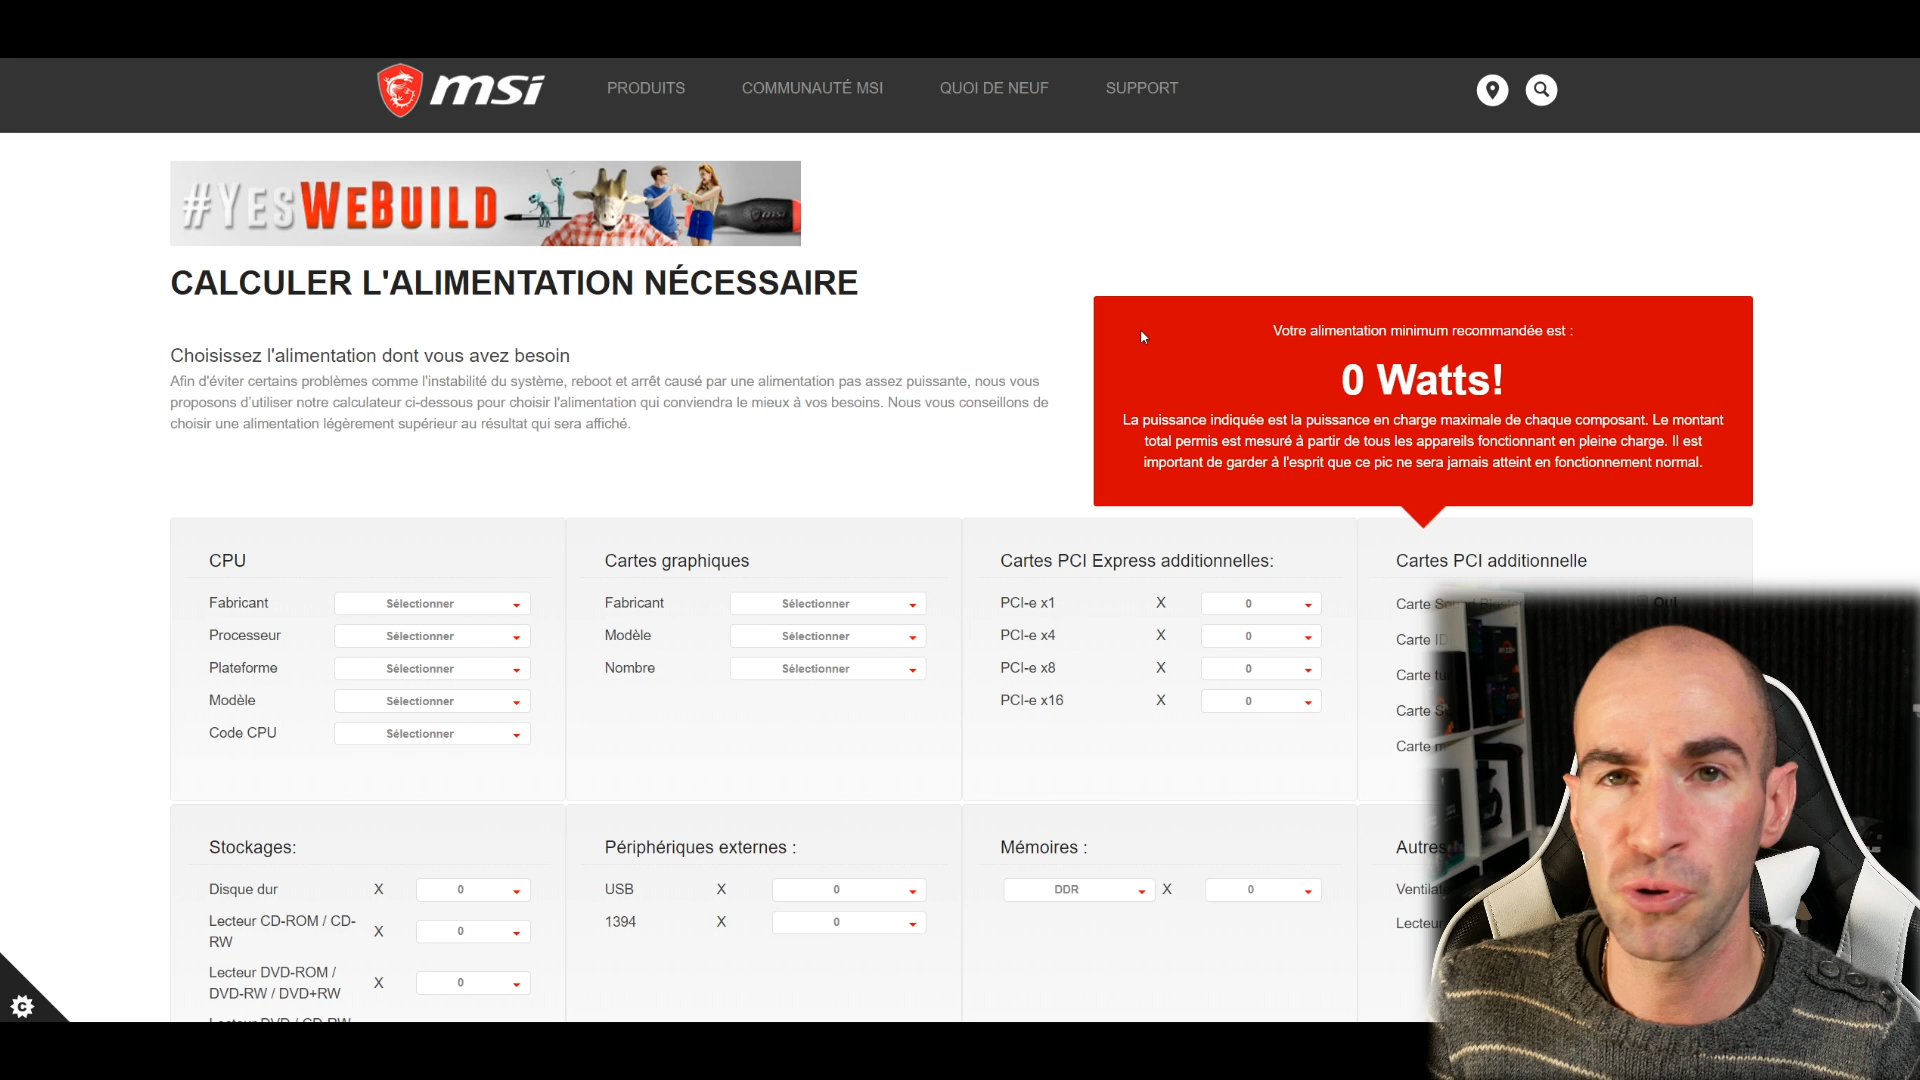 msi
PRODUITS
COMMUNAUTÉ MSI
QUOI DE NEUF
SUPPORT
#YESWEBUILD
msi
CALCULER L'ALIMENTATION NÉCESSAIRE
Choisissez l'alimentation dont vous avez besoin
Afin d'éviter certains problèmes comme l'instabilité du système, reboot et arrêt causé par une alimentation pas assez puissante, nous vous
proposons d'utiliser notre calculateur ci-dessous pour choisir l'alimentation qui conviendra le mieux à vos besoins. Nous vous conseillons de
choisir une alimentation légèrement supérieur au résultat qui sera affiché.
Votre alimentation minimum recommandée est :
0 Watts!
La puissance indiquée est la puissance en charge maximale de chaque composant. Le montant
total permis est mesuré à partir de tous les appareils fonctionnant en pleine charge. Il est
important de garder à l'esprit que ce pic ne sera jamais atteint en fonctionnement normal.
CPU
Fabricant Sélectionner
Processeur Sélectionner
Plateforme Sélectionner
Modèle Sélectionner
Code CPU Sélectionner
Cartes graphiques
Fabricant Sélectionner
Modèle Sélectionner
Nombre Sélectionner
Cartes PCI Express additionnelles:
PCI-e x1 X 0
PCI-e x4 X 0
PCI-e x8 X 0
PCI-e x16 X 0
Cartes PCI additionnelle
Carte Sound Blaster Oui
Carte
Carte
Carte
Carte
Stockages:
Disque dur X 0
Lecteur CD-ROM / CD-
RW X 0
Lecteur DVD-ROM /
DVD-RW / DVD+RW X 0
Périphériques externes :
USB X 0
1394 X 0
Mémoires :
DDR X 0
Autres
Lecteur